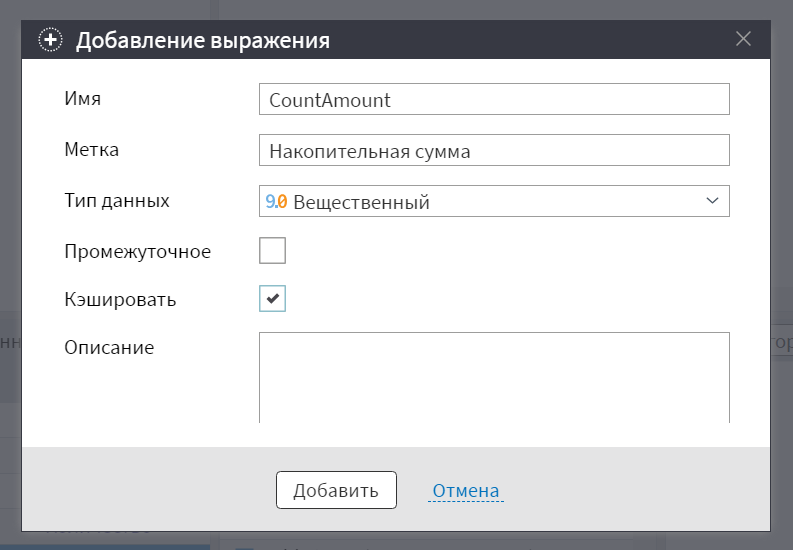 Добавление выражения
Имя
CountAmount
Метка
Накопительная сумма
Тип данных
9.0 Вещественный
Промежуточное
Кэшировать
Описание
Добавить
Отмена